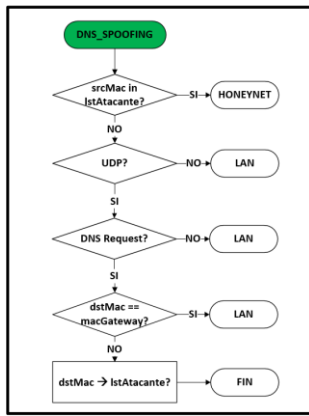 DNS_SPOOFING
srcMac in
lstAtacante?
SI
HONEYNET
NO
UDP?
NO
LAN
SI
DNS Request?
NO
LAN
SI
dstMac ==
macGateway?
SI
LAN
NO
dstMac → lstAtacante?
FIN